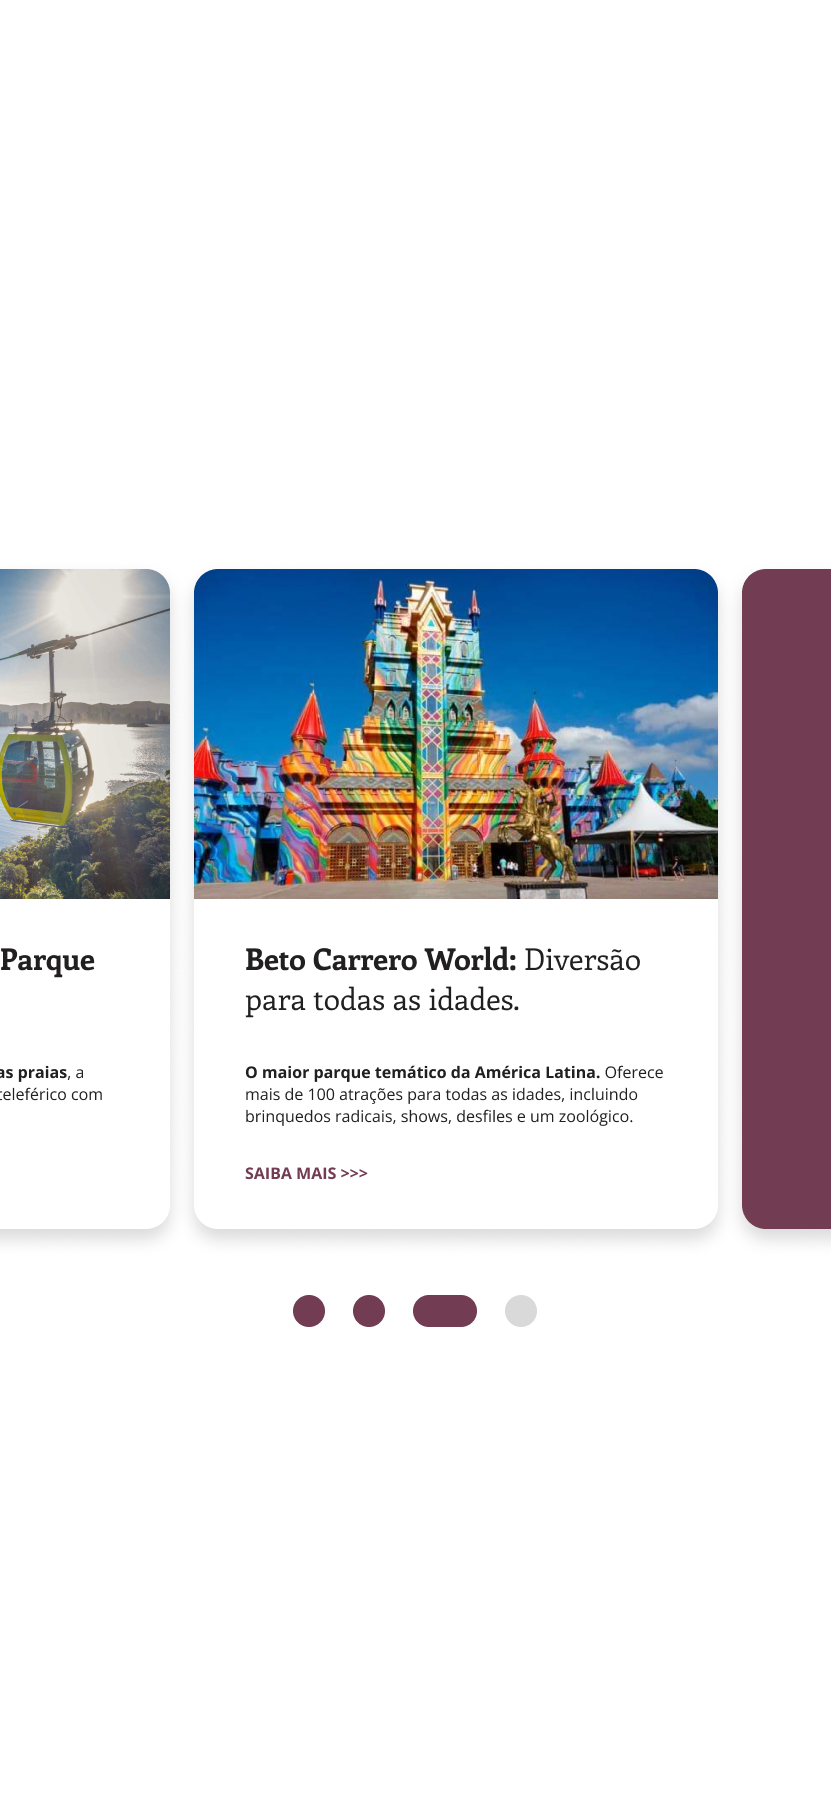 Parque
as praias, a
teleférico com
Beto Carrero World: Diversão
para todas as idades.
O maior parque temático da América Latina. Oferece
mais de 100 atrações para todas as idades, incluindo
brinquedos radicais, shows, desfiles e um zoológico.
SAIBA MAIS >>>